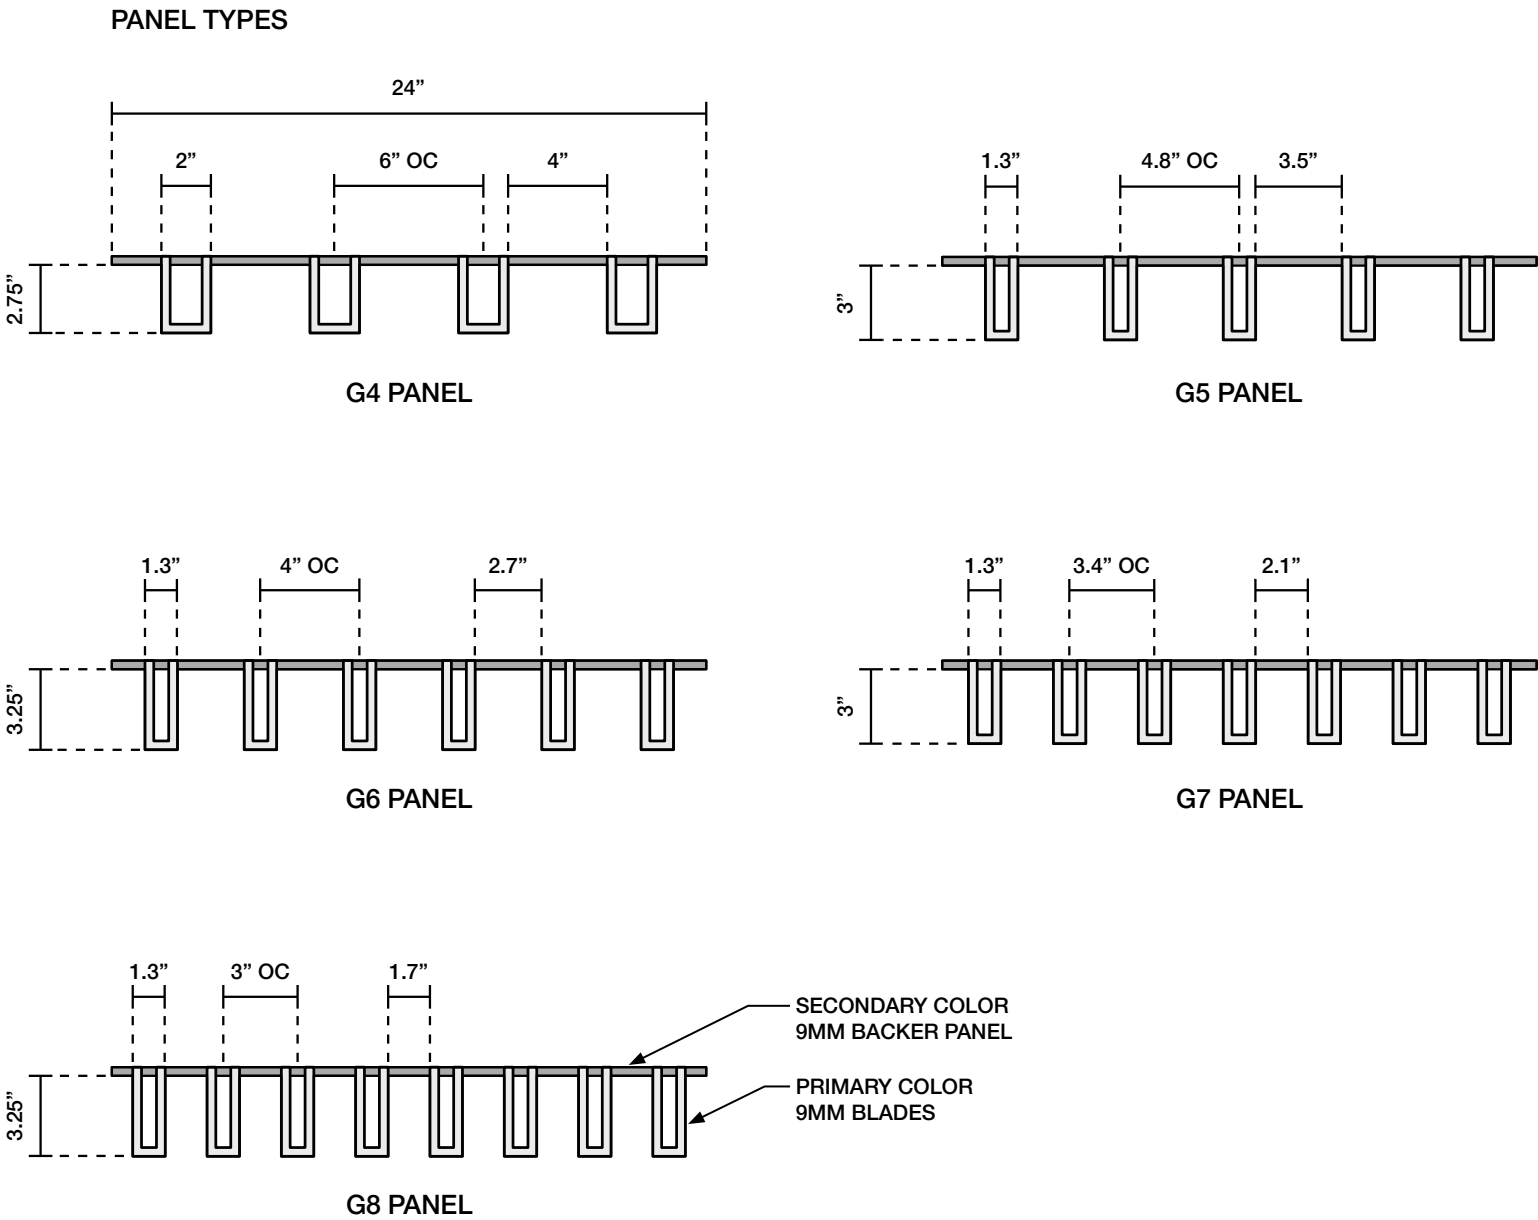 PANEL TYPES
24”
2”
6” OC
4”
2.75”
G4 PANEL
1.3”
4.8” OC
3.5”
3”
G5 PANEL
1.3”
4” OC
2.7”
3.25”
G6 PANEL
1.3”
3.4” OC
2.1”
3”
G7 PANEL
1.3”
3” OC
1.7”
3.25”
SECONDARY COLOR
9MM BACKER PANEL
PRIMARY COLOR
9MM BLADES
G8 PANEL